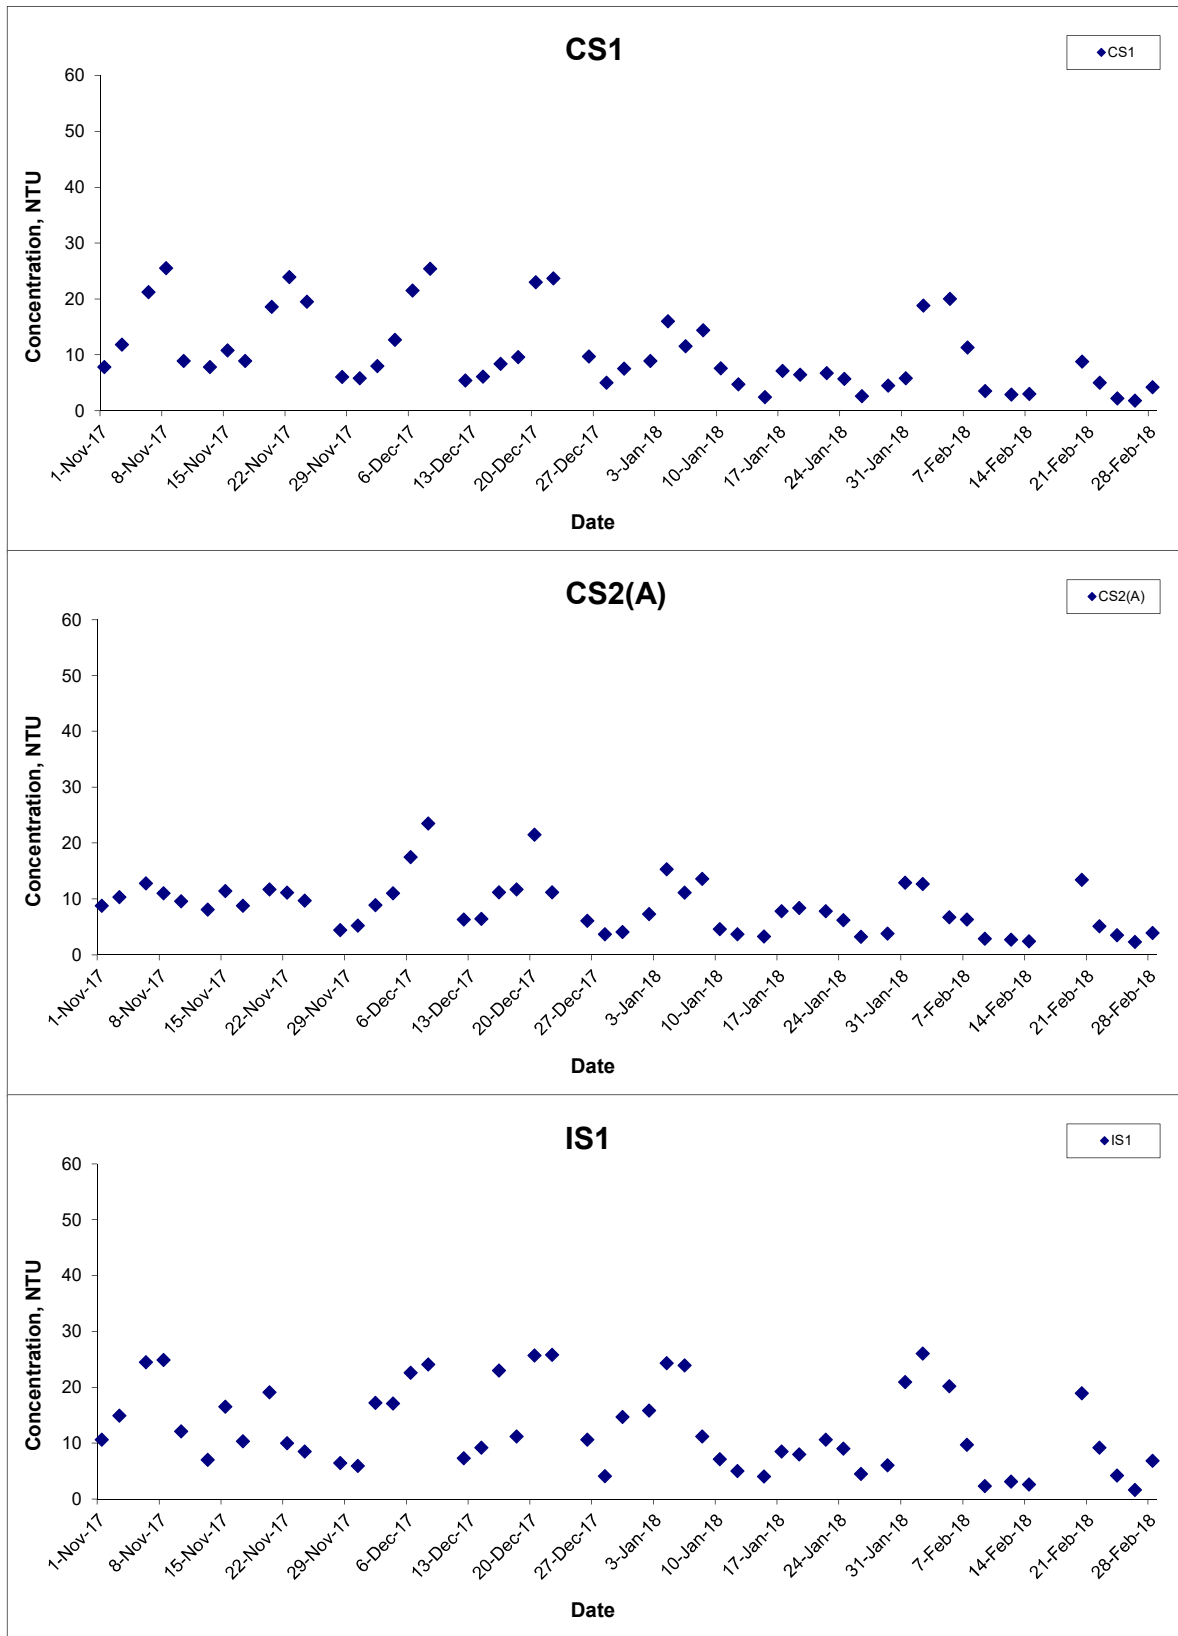 CS1
CS1
60
50
40
30
20
10
0
Concentration, NTU
1-Nov-17
8-Nov-17
15-Nov-17
22-Nov-17
29-Nov-17
6-Dec-17
13-Dec-17
20-Dec-17
27-Dec-17
3-Jan-18
10-Jan-18
17-Jan-18
24-Jan-18
31-Jan-18
7-Feb-18
14-Feb-18
21-Feb-18
28-Feb-18
Date
CS2(A)
CS2(A)
60
50
40
30
20
10
0
Concentration, NTU
1-Nov-17
8-Nov-17
15-Nov-17
22-Nov-17
29-Nov-17
6-Dec-17
13-Dec-17
20-Dec-17
27-Dec-17
3-Jan-18
10-Jan-18
17-Jan-18
24-Jan-18
31-Jan-18
7-Feb-18
14-Feb-18
21-Feb-18
28-Feb-18
Date
IS1
IS1
60
50
40
30
20
10
0
Concentration, NTU
1-Nov-17
8-Nov-17
15-Nov-17
22-Nov-17
29-Nov-17
6-Dec-17
13-Dec-17
20-Dec-17
27-Dec-17
3-Jan-18
10-Jan-18
17-Jan-18
24-Jan-18
31-Jan-18
7-Feb-18
14-Feb-18
21-Feb-18
28-Feb-18
Date